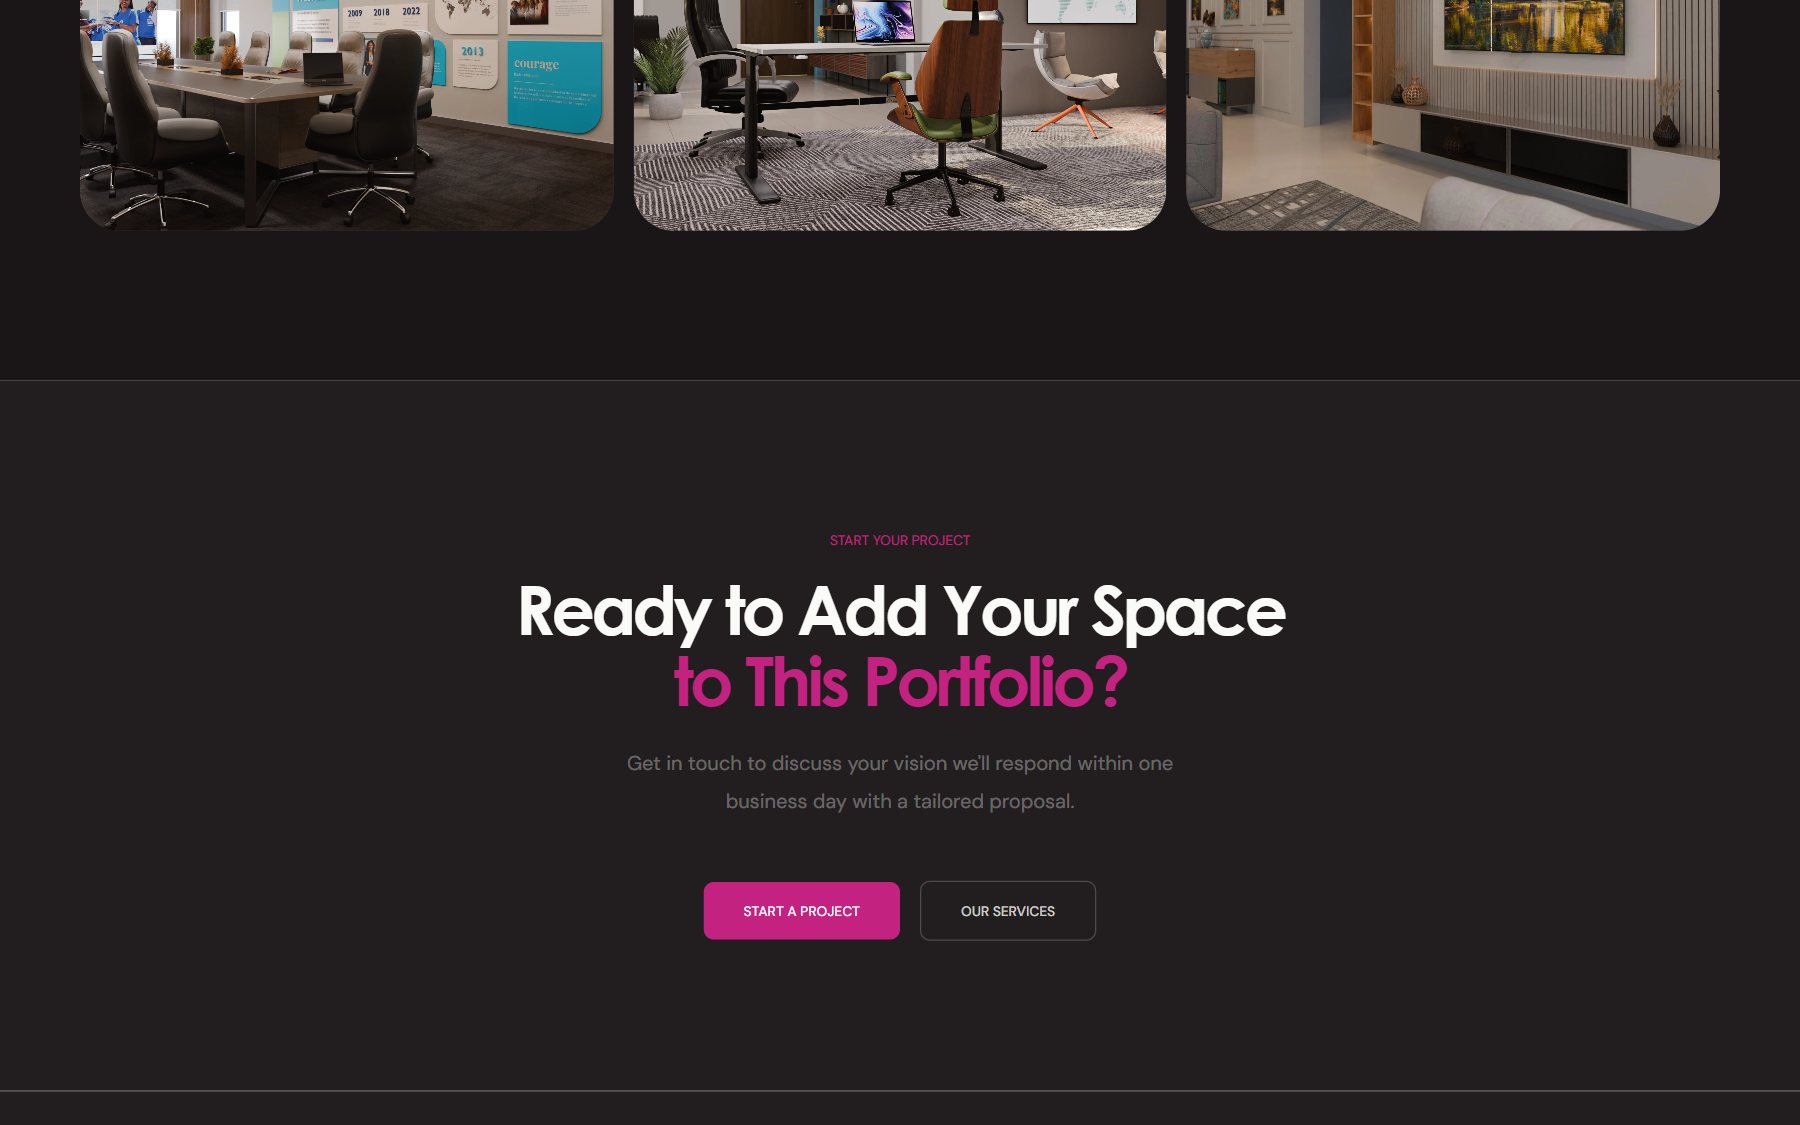 2009 2018 2022
2013
courage
START YOUR PROJECT
Ready to Add Your Space
to This Portfolio?
Get in touch to discuss your vision we'll respond within one
business day with a tailored proposal.
START A PROJECT
OUR SERVICES